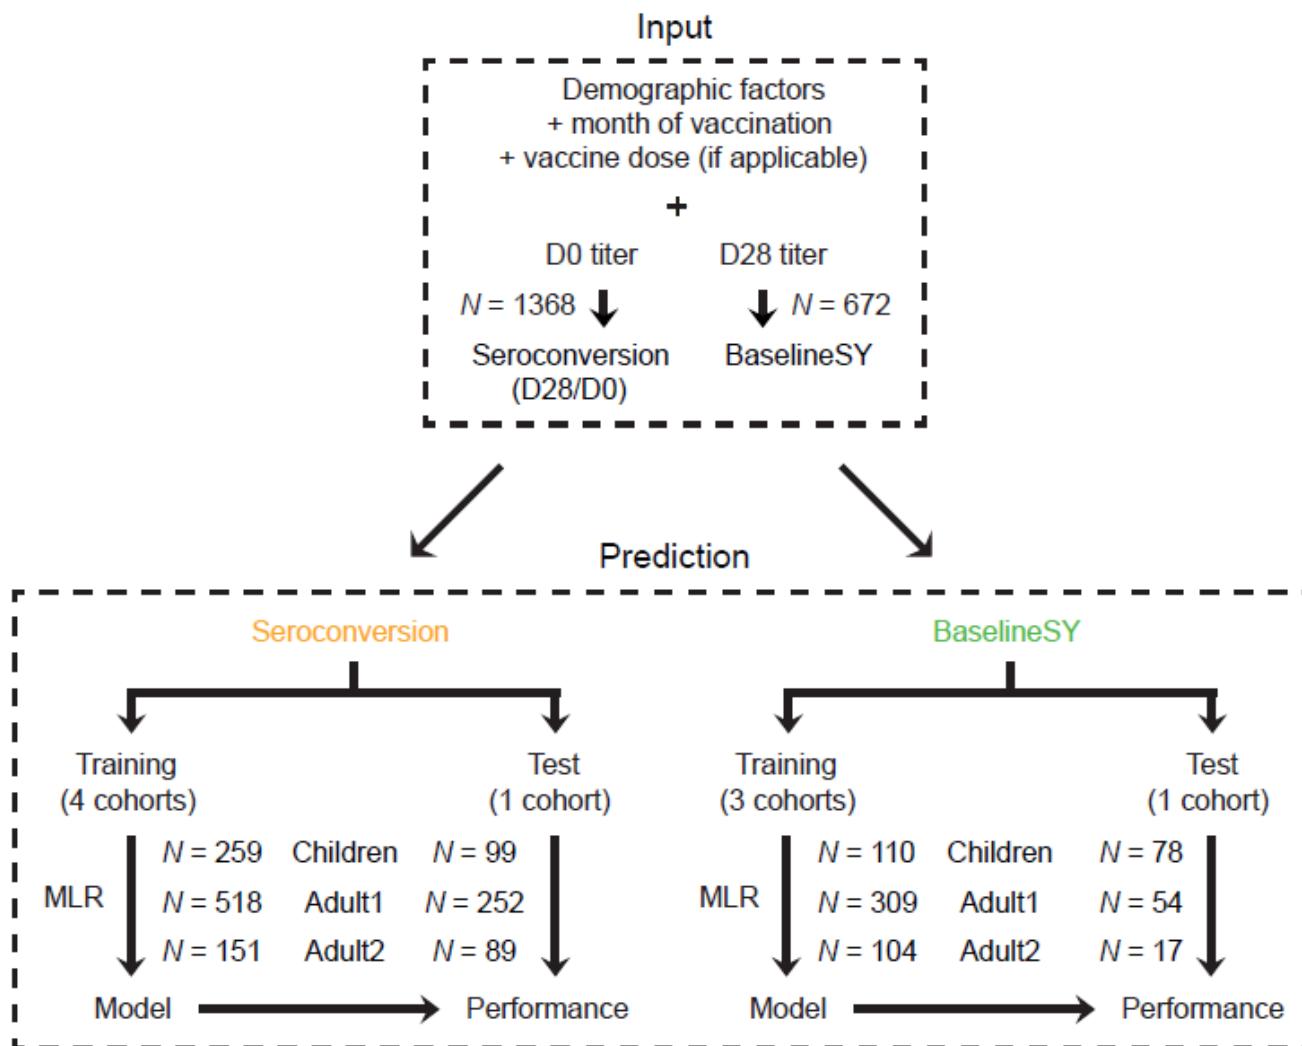 Input
Demographic factors
+ month of vaccination
+ vaccine dose (if applicable)
+
D0 titer D28 titer
N = 1368 N = 672
Seroconversion BaselineSY
(D28/D0)
Prediction
Seroconversion BaselineSY
Training Test Training Test
(4 cohorts) (1 cohort) (3 cohorts) (1 cohort)
N = 259 Children N = 99 N = 110 Children N = 78
MLR N = 518 Adult1 N = 252 MLR N = 309 Adult1 N = 54
N = 151 Adult2 N = 89 N = 104 Adult2 N = 17
Model Performance Model Performance